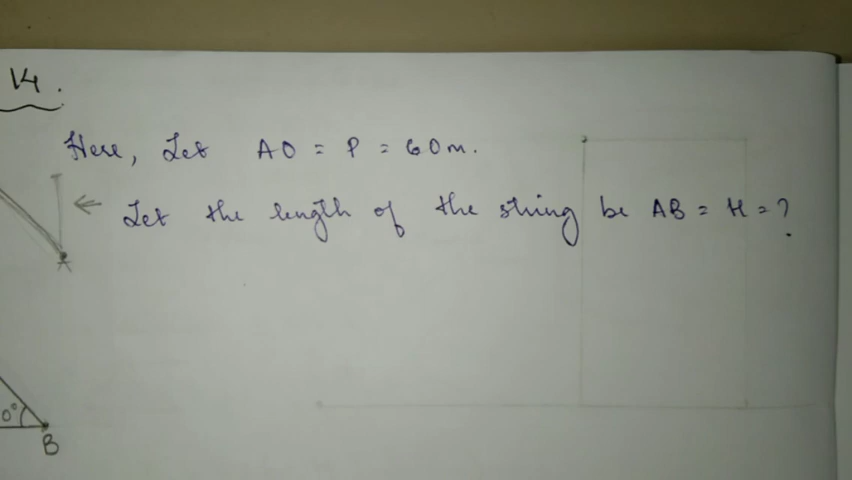 14.
Here, Let AO = P = 60m.
Let the length of the string be AB = H = ?
A
0°
B